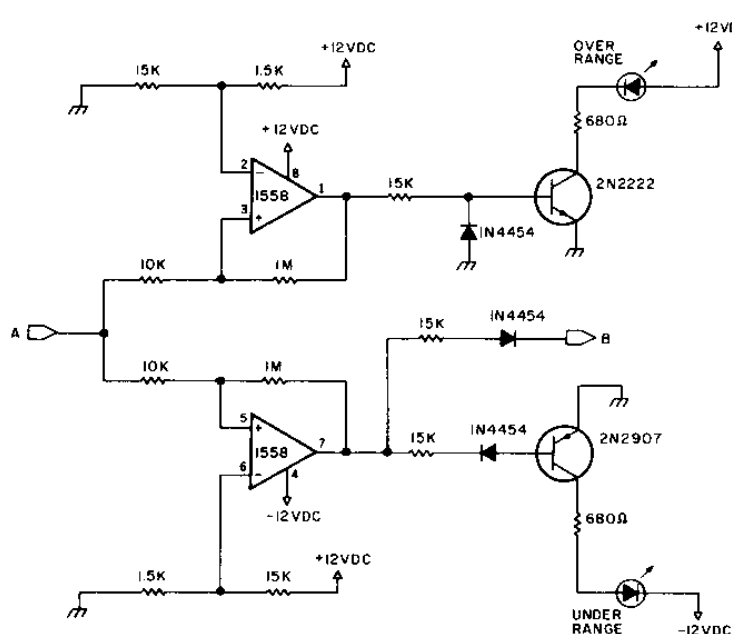 +12VDC
OVER
RANGE
+12V
15K
1.5K
+12VDC
680Ω
2
8
1558
1
15K
2N2222
3
+
1N4454
10K
1M
A
1N4454
15K
B
10K
1M
5
+
1558
7
15K
1N4454
2N2907
6
4
-12VDC
680Ω
+12VDC
1.5K
15K
UNDER
RANGE
-12VDC